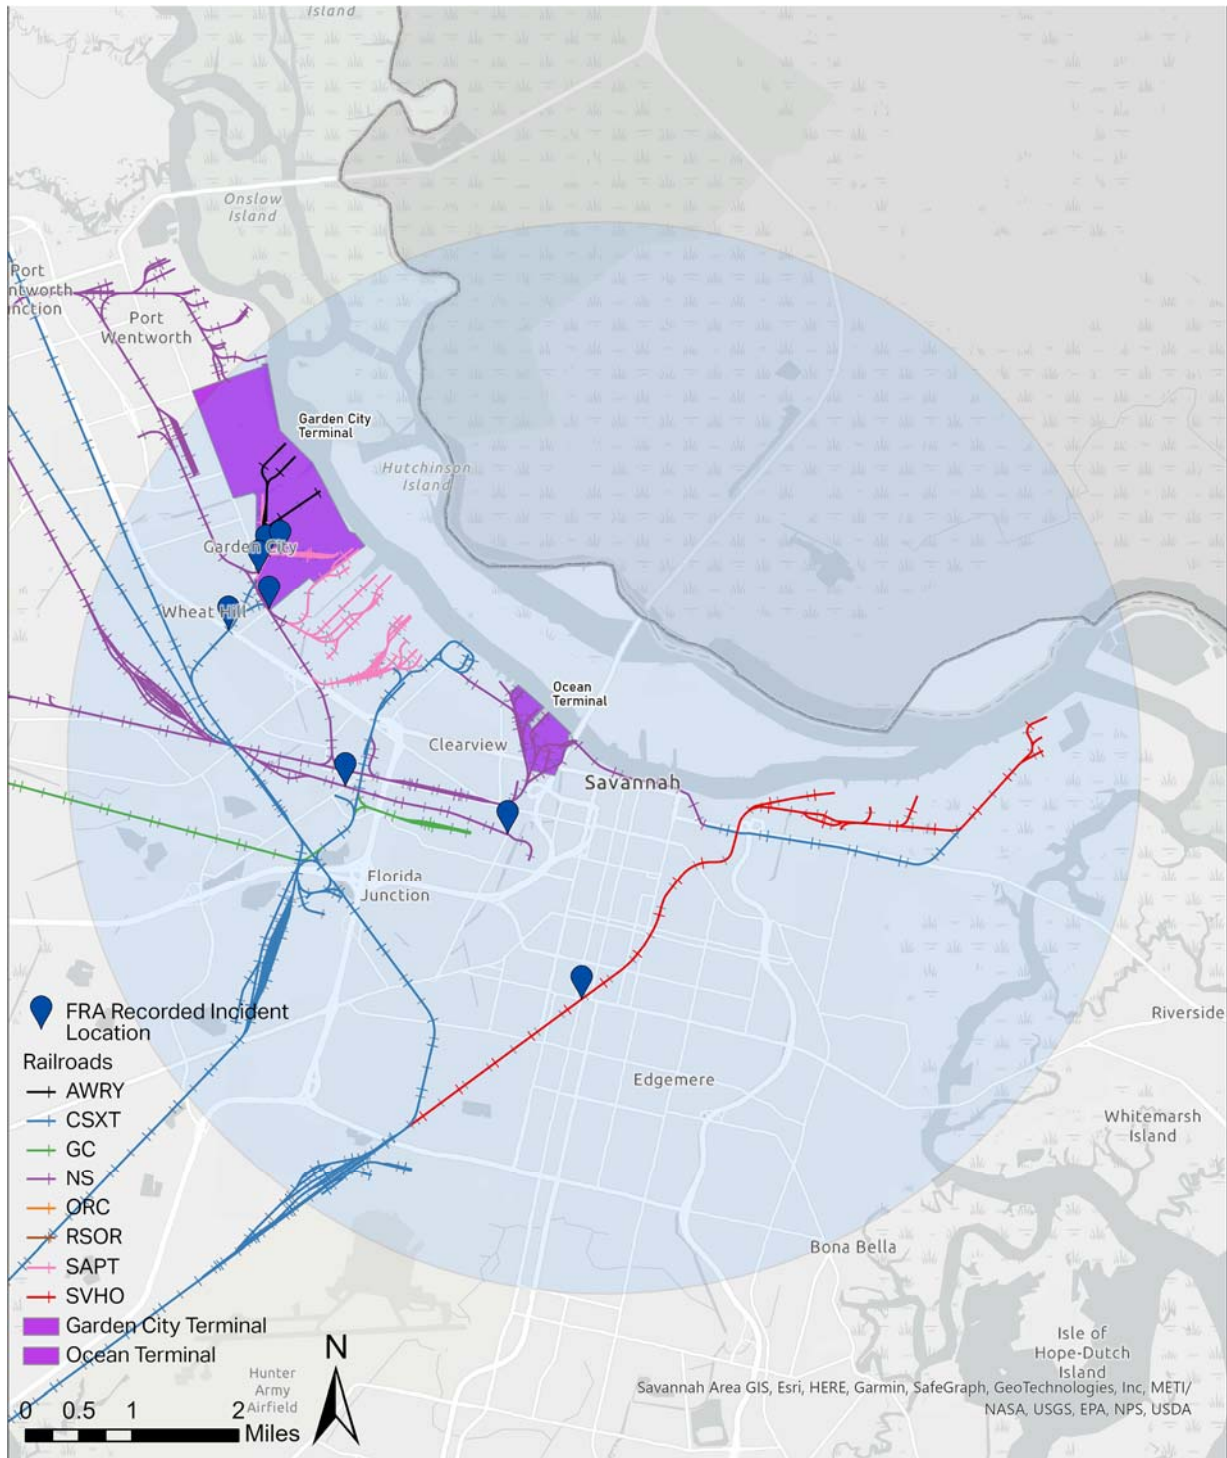 Island
Onslow
Island
Port
ntworth
nction
Port
Wentworth
Garden City
Terminal
Hutchinson
Island
Garden City
Wheat Hill
Ocean
Terminal
Clearview
Savannah
Florida
Junction
Riverside
Edgemere
Whitemarsh
Island
Bona Bella
Isle of
Hope-Dutch
Island
FRA Recorded Incident
Location
Railroads
AWRY
CSXT
GC
NS
ORC
RSOR
SAPT
SVHO
Garden City Terminal
Ocean Terminal
Hunter
Army
Airfield
N
0 0.5 1 2
Miles
Savannah Area GIS, Esri, HERE, Garmin, SafeGraph, GeoTechnologies, Inc, METI/
NASA, USGS, EPA, NPS, USDA